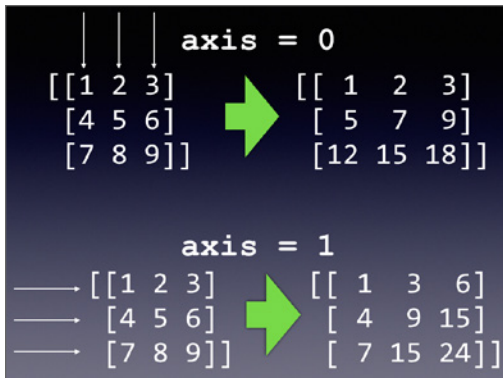 axis = 0
[[1 2 3] [[ 1 2 3]
[4 5 6] [ 5 7 9]
[7 8 9]] [12 15 18]]
axis = 1
[[1 2 3] [[ 1 3 6]
[4 5 6] [ 4 9 15]
[7 8 9]] [ 7 15 24]]